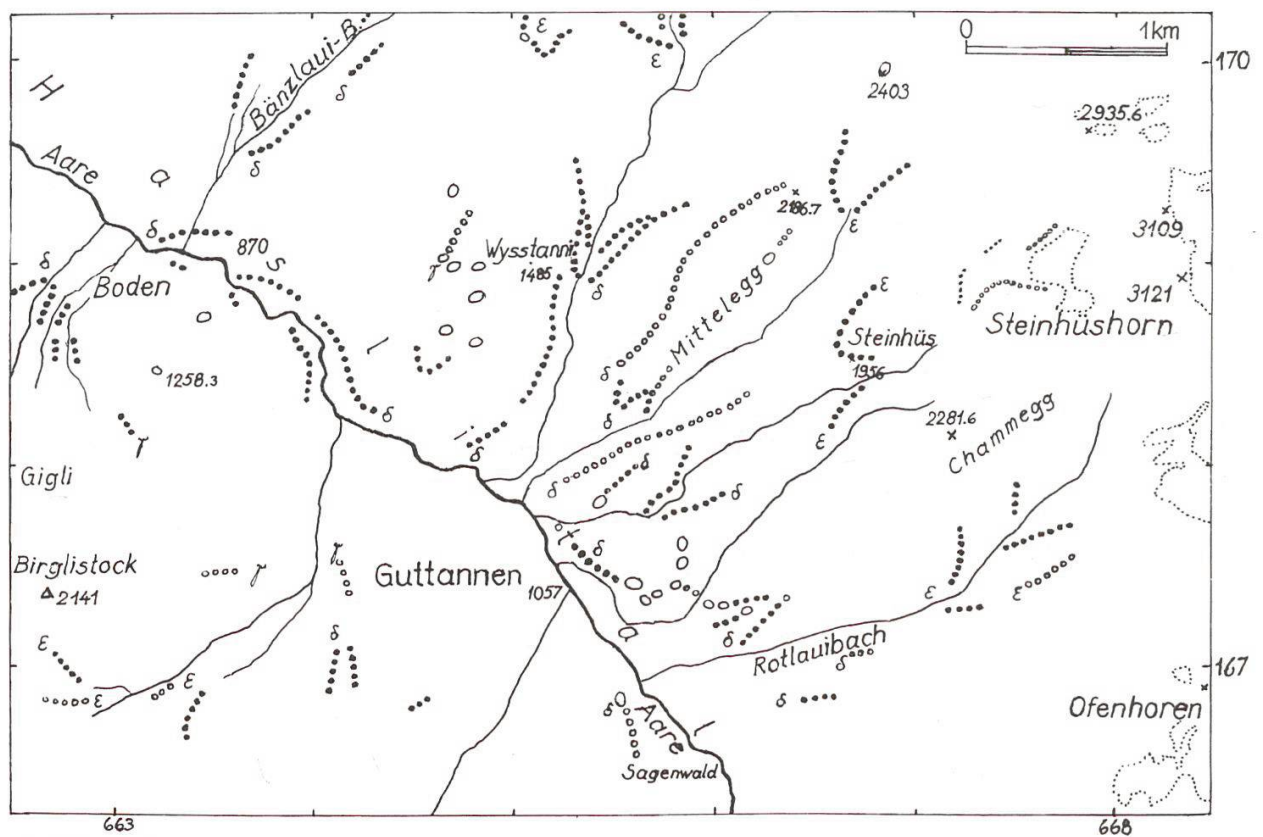 0 1km
170
Bänzlaui-B.
ε
ε
δ
2403
H
2935.6
Aare
δ
δ
2186.7
ε
3109
870
S
Wysstanni
1485
γ
δ
Boden
δ
3121
Mittelegg
ε
Steinhüshorn
Steinhüs
1956
δ
1258.3
δ
δ
2281.6
Chammegg
ε
γ
δ
Gigli
δ
δ
δ
Birglistock
2141
γ
γ
Guttannen
1057
δ
ε
ε
ε
δ
δ
Rotlauibach
δ
167
ε
ε
δ
δ
Aare
Ofenhoren
Sagenwald
663
668